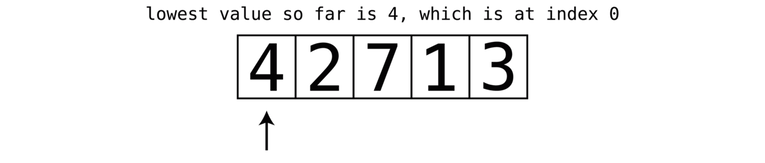 lowest value so far is 4, which is at index 0
4 2 7 1 3